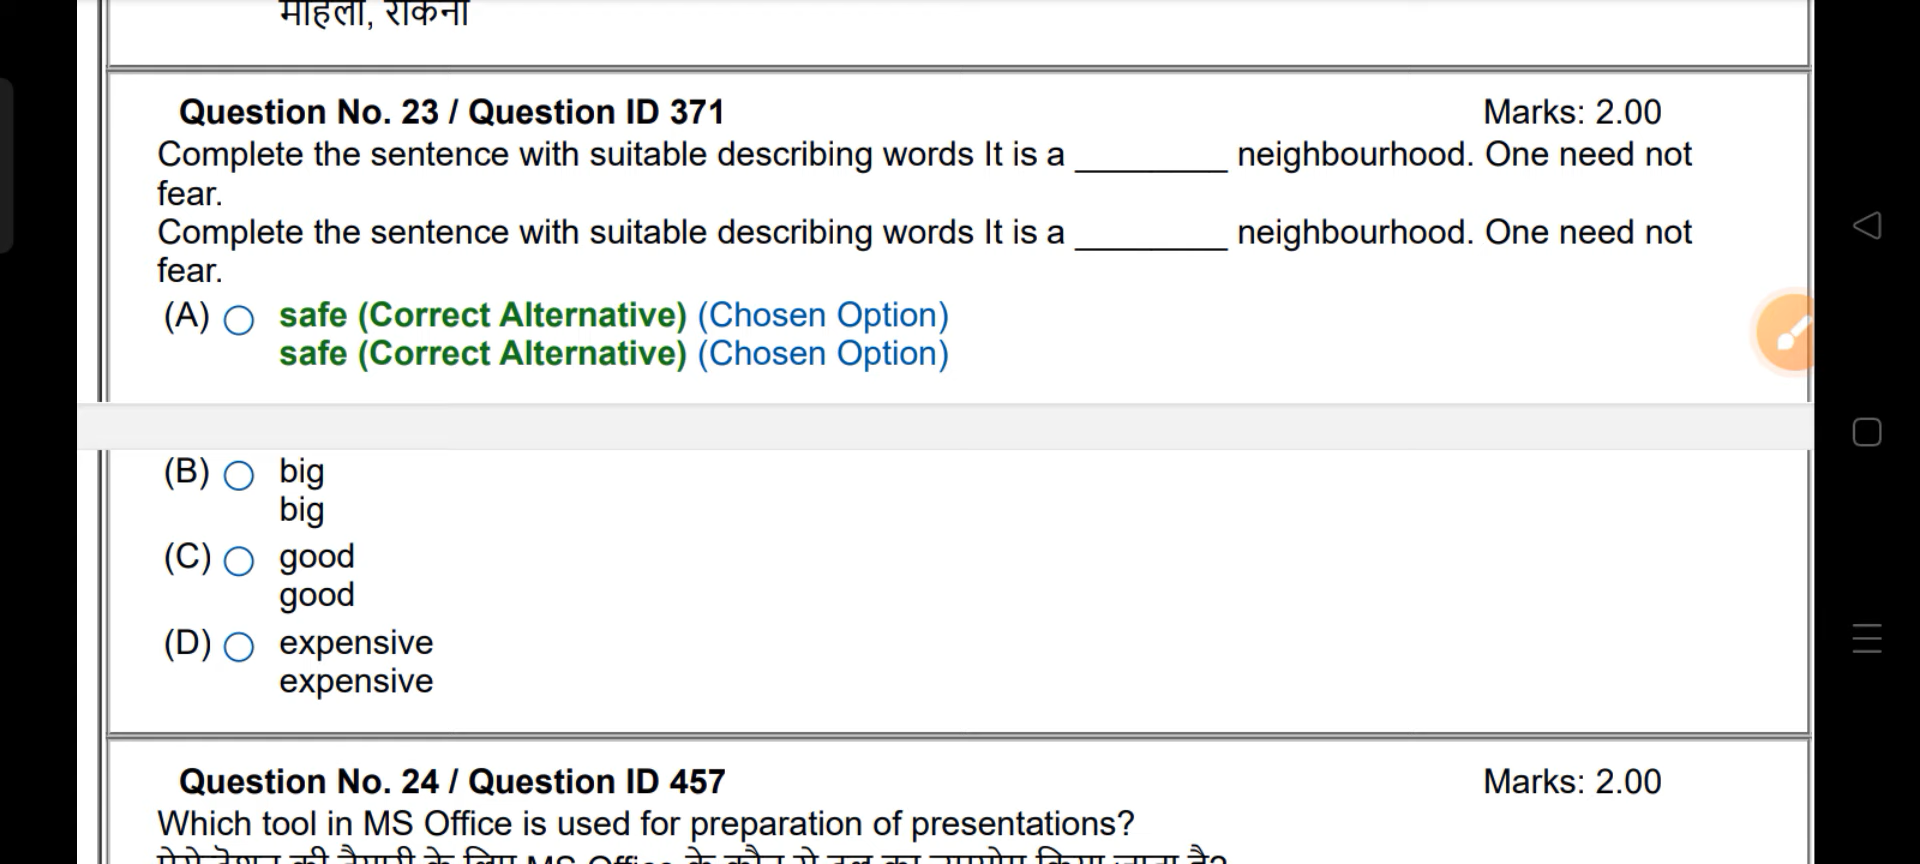 महिला, रोकना
Question No. 23 / Question ID 371 Marks: 2.00
Complete the sentence with suitable describing words It is a ________ neighbourhood. One need not
fear.
Complete the sentence with suitable describing words It is a ________ neighbourhood. One need not
fear.
(A) safe (Correct Alternative) (Chosen Option)
safe (Correct Alternative) (Chosen Option)
(B) big
big
(C) good
good
(D) expensive
expensive
Question No. 24 / Question ID 457 Marks: 2.00
Which tool in MS Office is used for preparation of presentations?
की तैयारी के लिए MS Office के कौन से टूल का उपयोग किया जाता है?